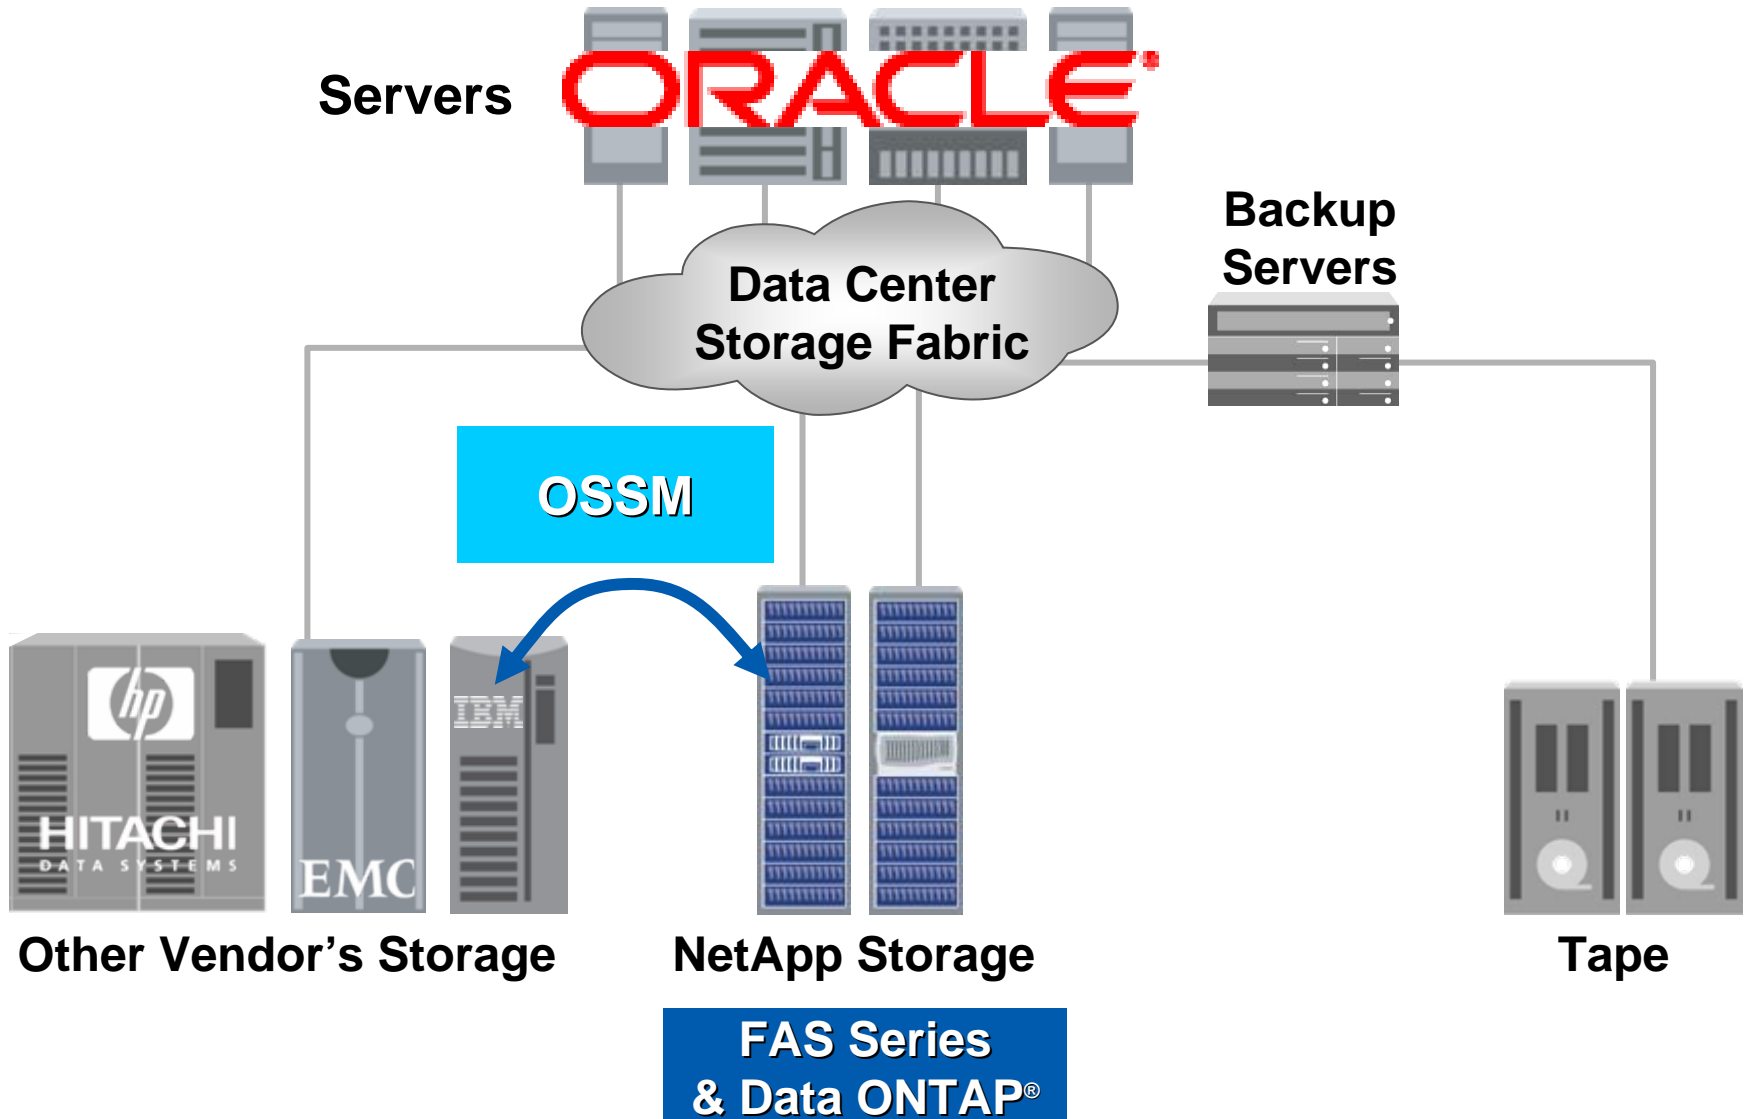 Servers
ORACLE®
Backup
Servers
Data Center
Storage Fabric
OSSM
hp
HITACHI
DATA SYSTEMS
EMC
IBM
Other Vendor’s Storage
NetApp Storage
Tape
FAS Series
& Data ONTAP®